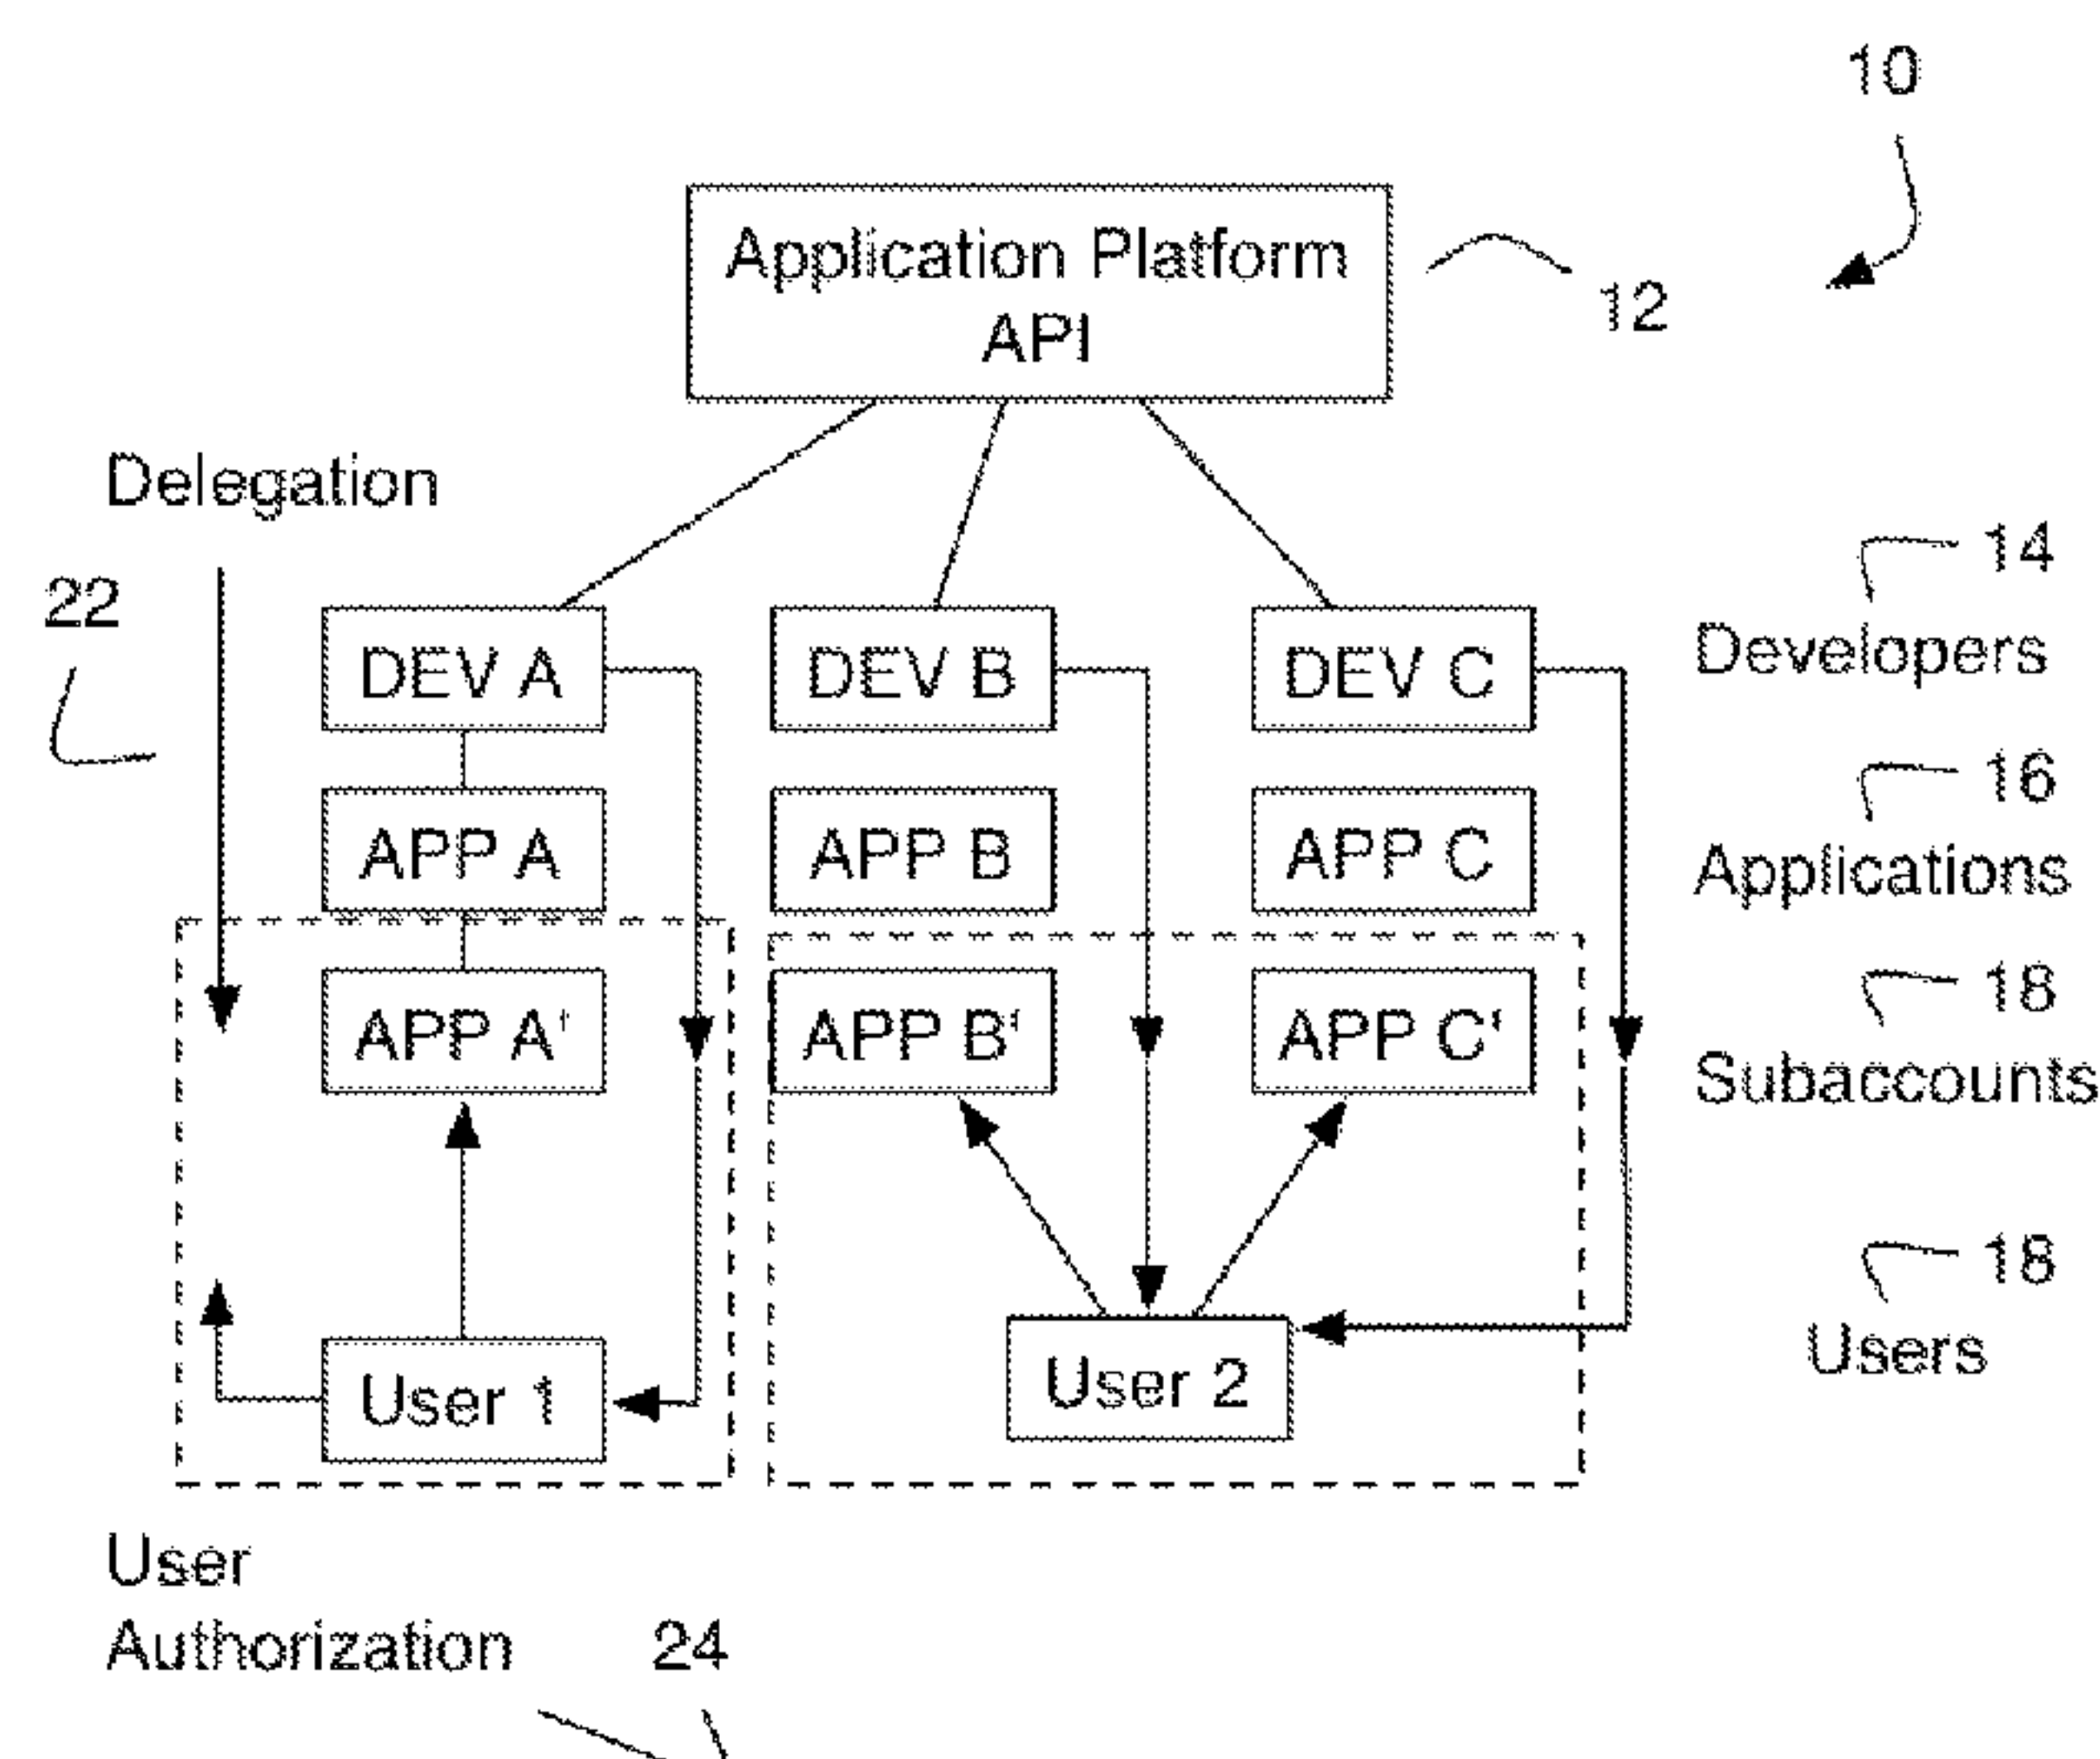 10
Application Platform
API
12
Delegation
22
14
Developers
DEV A
DEV B
DEV C
16
Applications
APP A
APP B
APP C
18
Subaccounts
APP A'
APP B'
APP C'
18
Users
User 1
User 2
User
Authorization
24